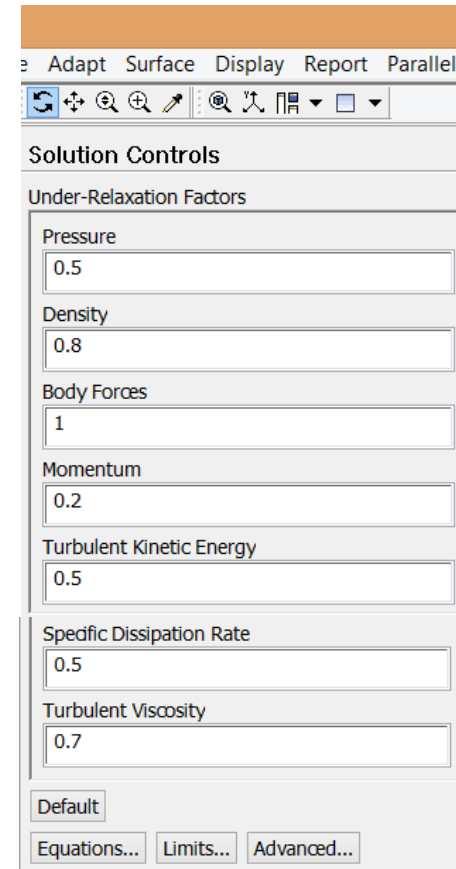 e Adapt Surface Display Report Parallel
Solution Controls
Under-Relaxation Factors
Pressure
0.5
Density
0.8
Body Forces
1
Momentum
0.2
Turbulent Kinetic Energy
0.5
Specific Dissipation Rate
0.5
Turbulent Viscosity
0.7
Default
Equations... Limits... Advanced...